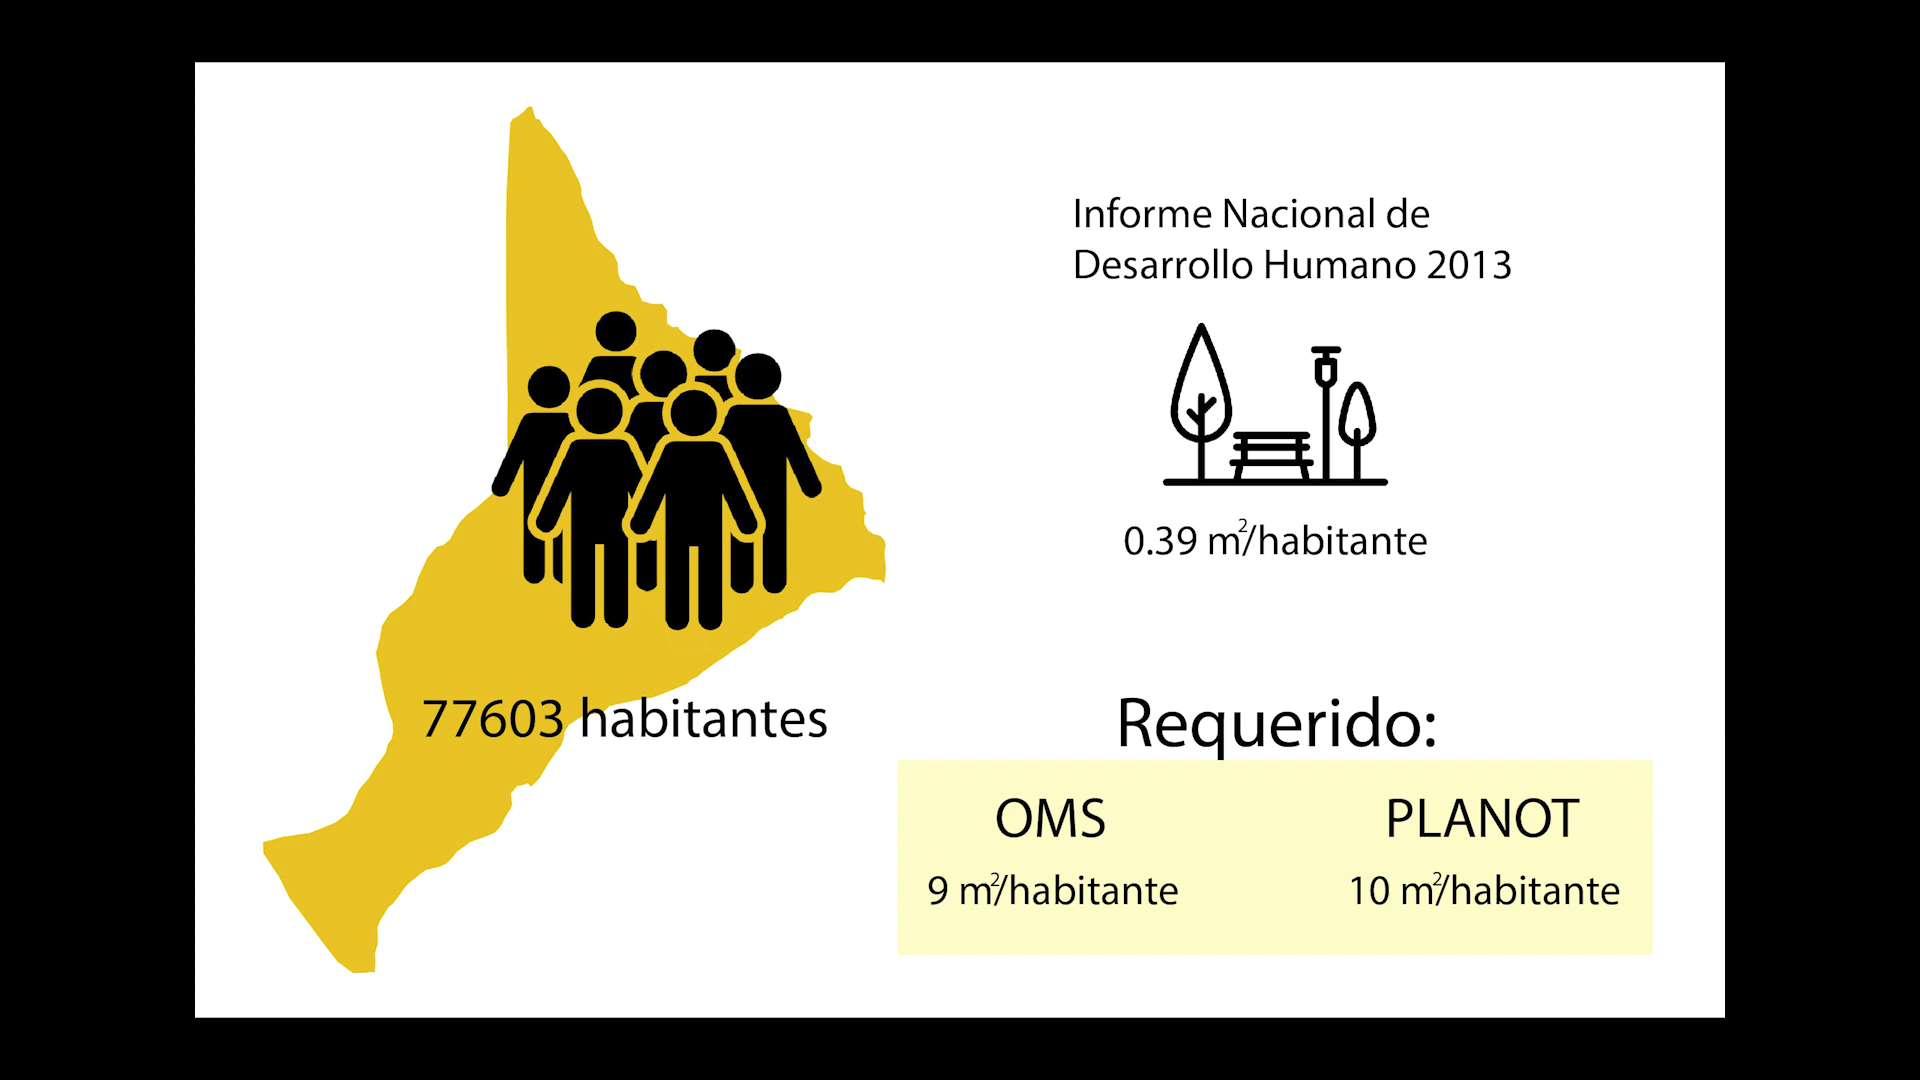 Informe Nacional de
Desarrollo Humano 2013
0.39 m²/habitante
77603 habitantes
Requerido:
OMS
9 m²/habitante
PLANOT
10 m²/habitante